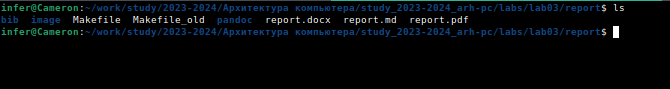 infer@Cameron:~/work/study/2023-2024/Архитектура компьютера/study_2023-2024_arh-pc/labs/lab03/report$ ls
bib image Makefile Makefile_old pandoc report.docx report.md report.pdf
infer@Cameron:~/work/study/2023-2024/Архитектура компьютера/study_2023-2024_arh-pc/labs/lab03/report$